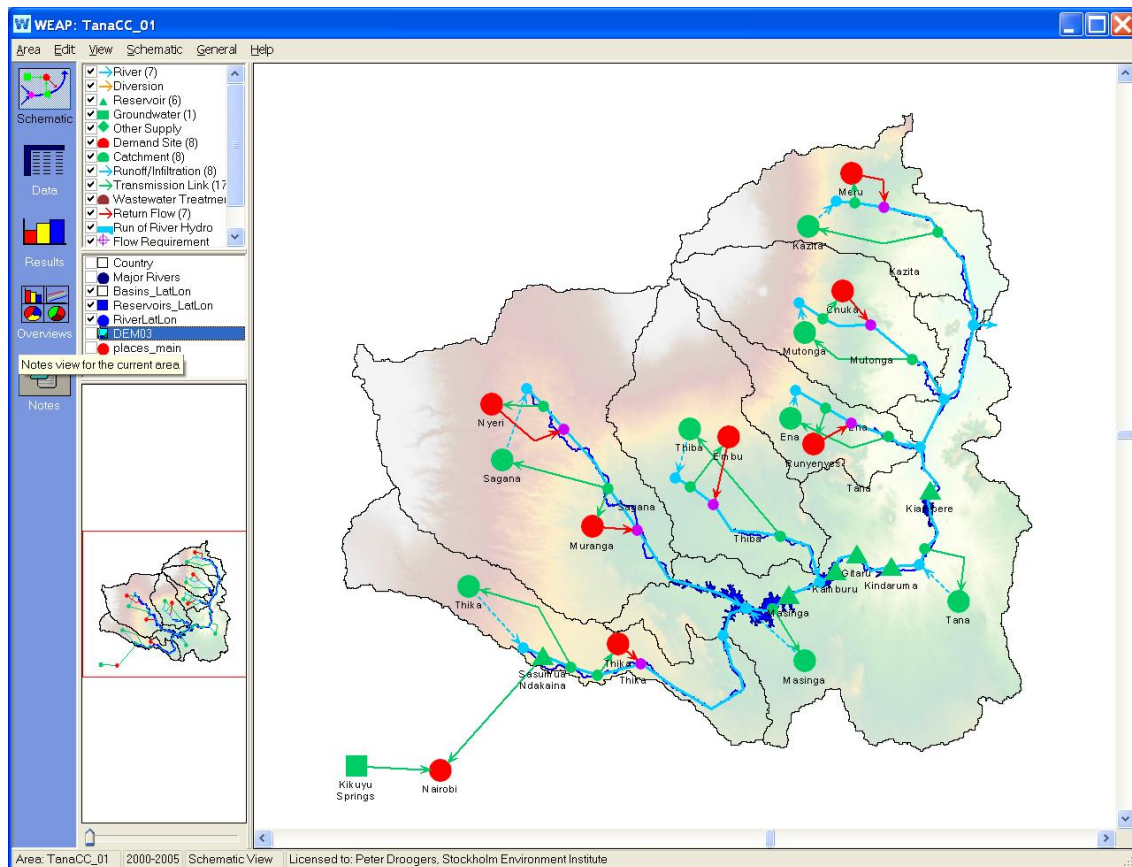 WEAP: TanaCC_01
Area Edit View Schematic General Help
Schematic
Data
Results
Overviews
Notes view for the current area
Notes
River (7)
Diversion
Reservoir (6)
Groundwater (1)
Other Supply
Demand Site (8)
Catchment (8)
Runoff/Infiltration (8)
Transmission Link (17
Wastewater Treatmer
Return Flow (7)
Run of River Hydro
Flow Requirement
Country
Major Rivers
Basins_LatLon
Reservoirs_LatLon
RiverLatLon
DEM03
places_main
Meru
Kazita
Kazita
Chuka
Mutonga
Mutonga
Nyeri
Sagana
Sagana
Muranga
Thiba
Embu
Thiba
Ena
Ena
Runyenyes
Tana
Kiambere
Gitaru
Kindaruma
Kamburu
Masinga
Tana
Masinga
Thika
Thika
Thika
Sasumua
Ndakaina
Kikuyu
Springs
Nairobi
Area: TanaCC_01 2000-2005 Schematic View Licensed to: Peter Droogers, Stockholm Environment Institute